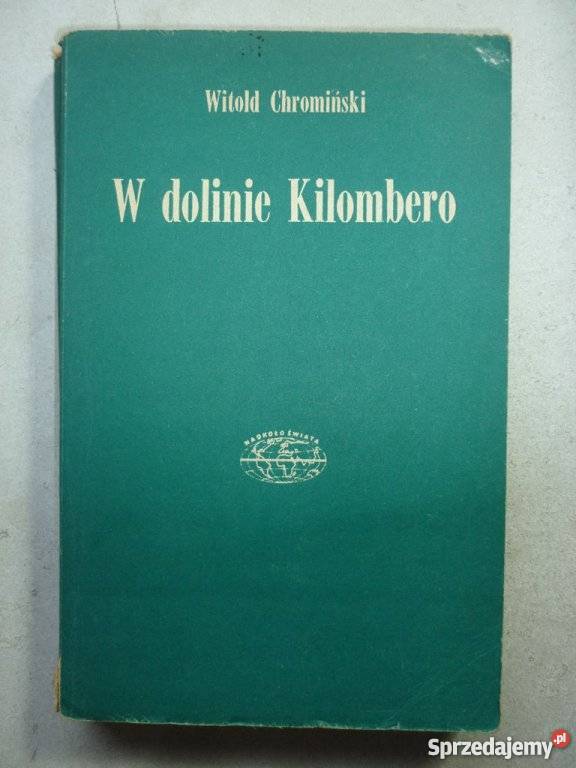 Witold Chromiński
W dolinie Kilombero
NAOKOŁO ŚWIATA
Sprzedajemy.pl